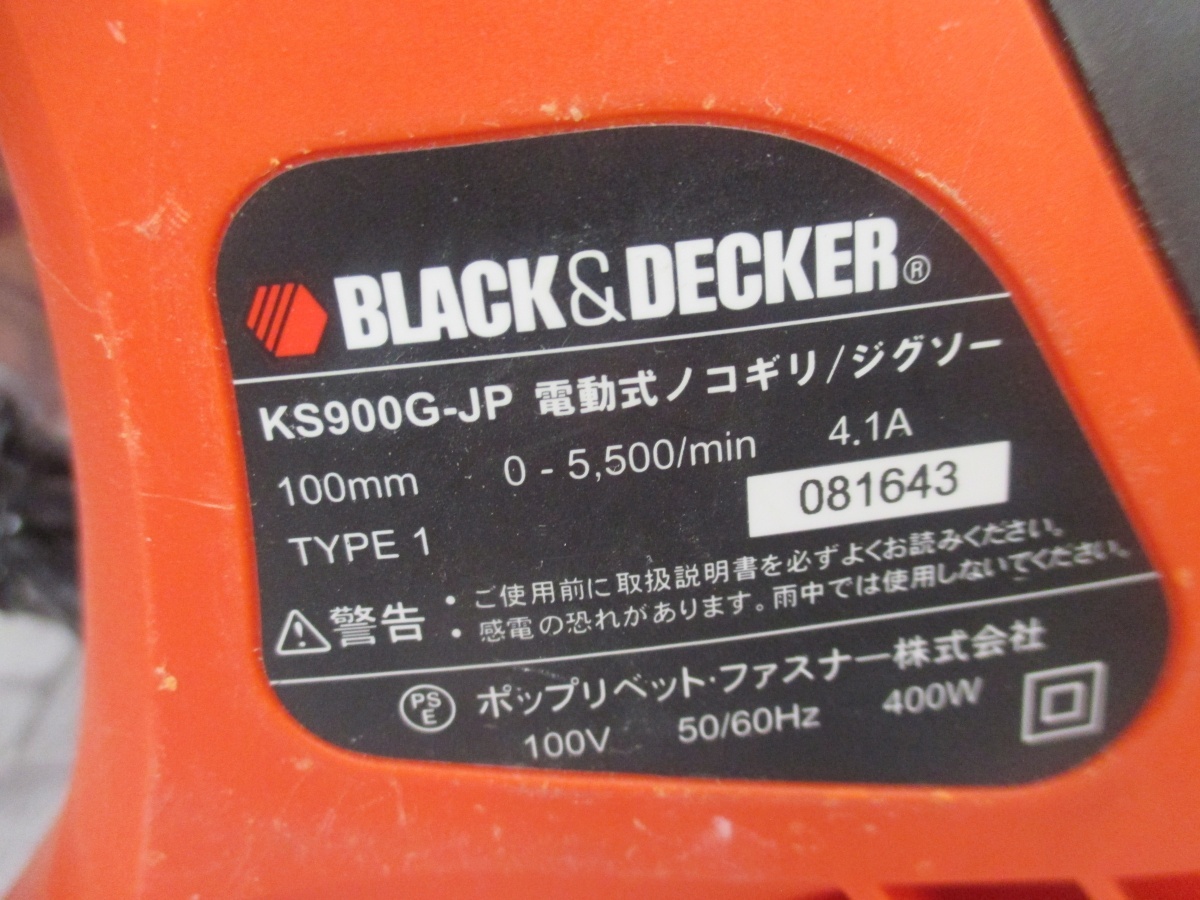 BLACK&DECKER®
KS900G-JP 電動式ノコギリ/ジグソー
100mm 0 - 5,500/min 4.1A
TYPE 1 081643
警告 ・ご使用前に取扱説明書を必ずよくお読みください。
・感電の恐れがあります。雨中では使用しないでください。
PSE ポップリベット・ファスナー株式会社
100V 50/60Hz 400W